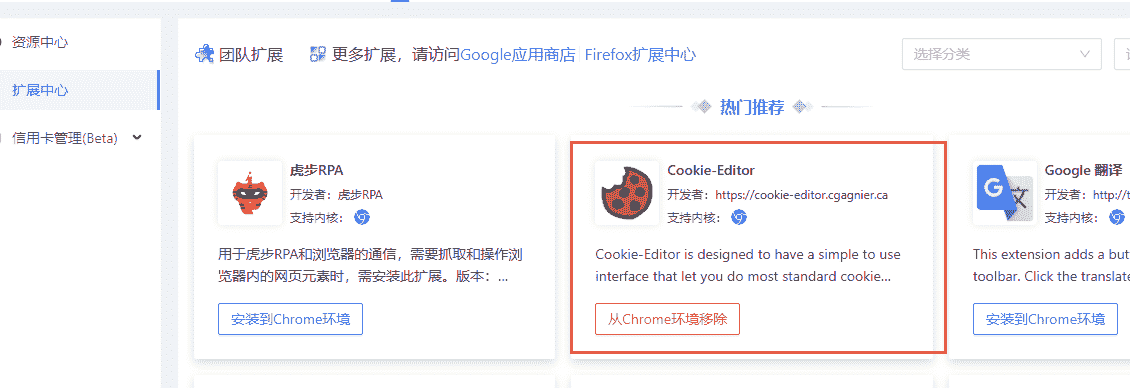 资源中心
扩展中心
信用卡管理(Beta)
团队扩展
更多扩展，请访问Google应用商店 Firefox扩展中心
选择分类
热门推荐
虎步RPA
开发者：虎步RPA
支持内核：
用于虎步RPA和浏览器的通信，需要抓取和操作浏
览器内的网页元素时，需安装此扩展。版本：...
安装到Chrome环境
Cookie-Editor
开发者：https://cookie-editor.cgagnier.ca
支持内核：
Cookie-Editor is designed to have a simple to use
interface that let you do most standard cookie...
从Chrome环境移除
Google 翻译
开发者：http://t
支持内核：
This extension adds a but
toolbar. Click the translate
安装到Chrome环境